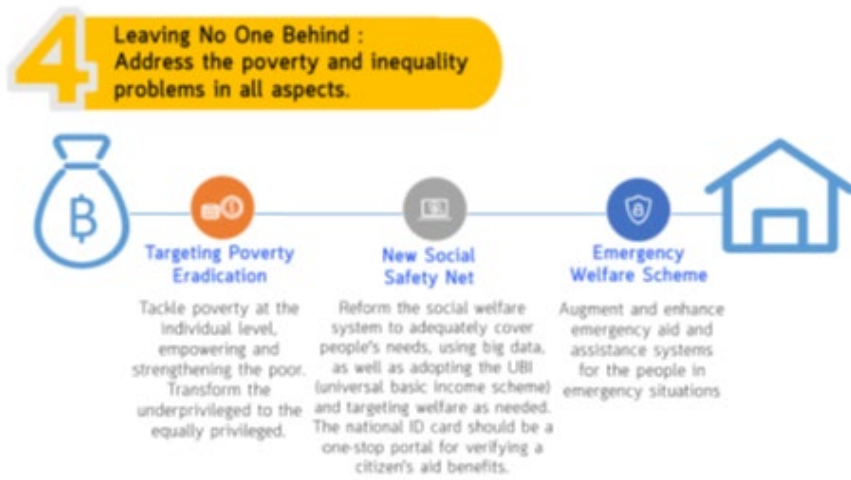 4
Leaving No One Behind :
Address the poverty and inequality
problems in all aspects.
฿
Targeting Poverty
Eradication
Tackle poverty at the
individual level,
empowering and
strengthening the poor.
Transform the
underprivileged to the
equally privileged.
New Social
Safety Net
Reform the social welfare
system to adequately cover
people's needs, using big data,
as well as adopting the UBI
(universal basic income scheme)
and targeting welfare as needed.
The national ID card should be a
one-stop portal for verifying a
citizen's aid benefits.
Emergency
Welfare Scheme
Augment and enhance
emergency aid and
assistance systems
for the people in
emergency situations